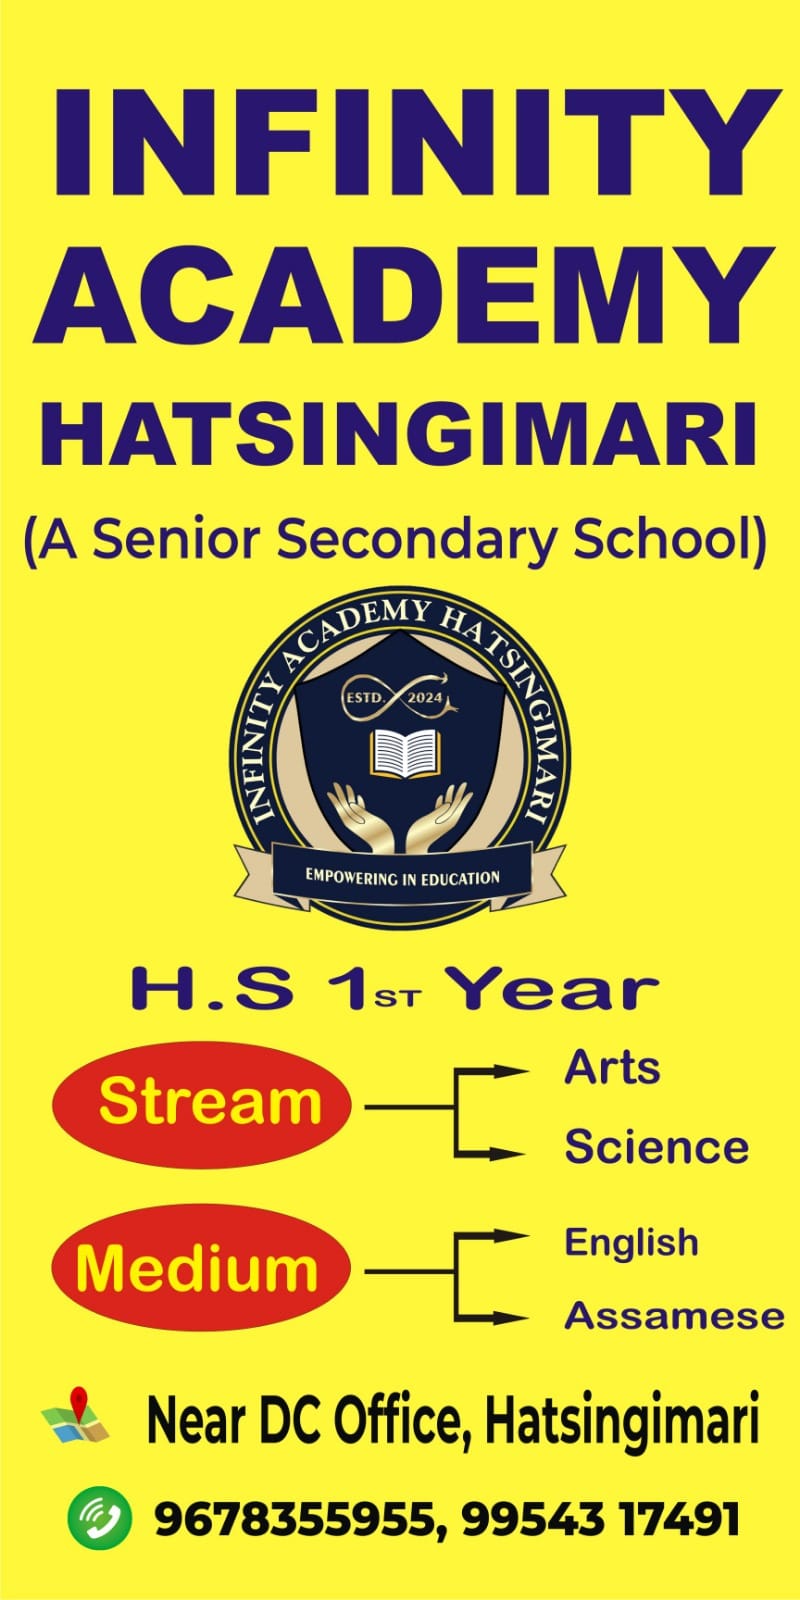 INFINITY
ACADEMY
HATSINGIMARI
(A Senior Secondary School)
INFINITY ACADEMY HATSINGIMARI
ESTD. 2024
EMPOWERING IN EDUCATION
H.S 1ST Year
Stream
Arts
Science
Medium
English
Assamese
Near DC Office, Hatsingimari
9678355955, 99543 17491